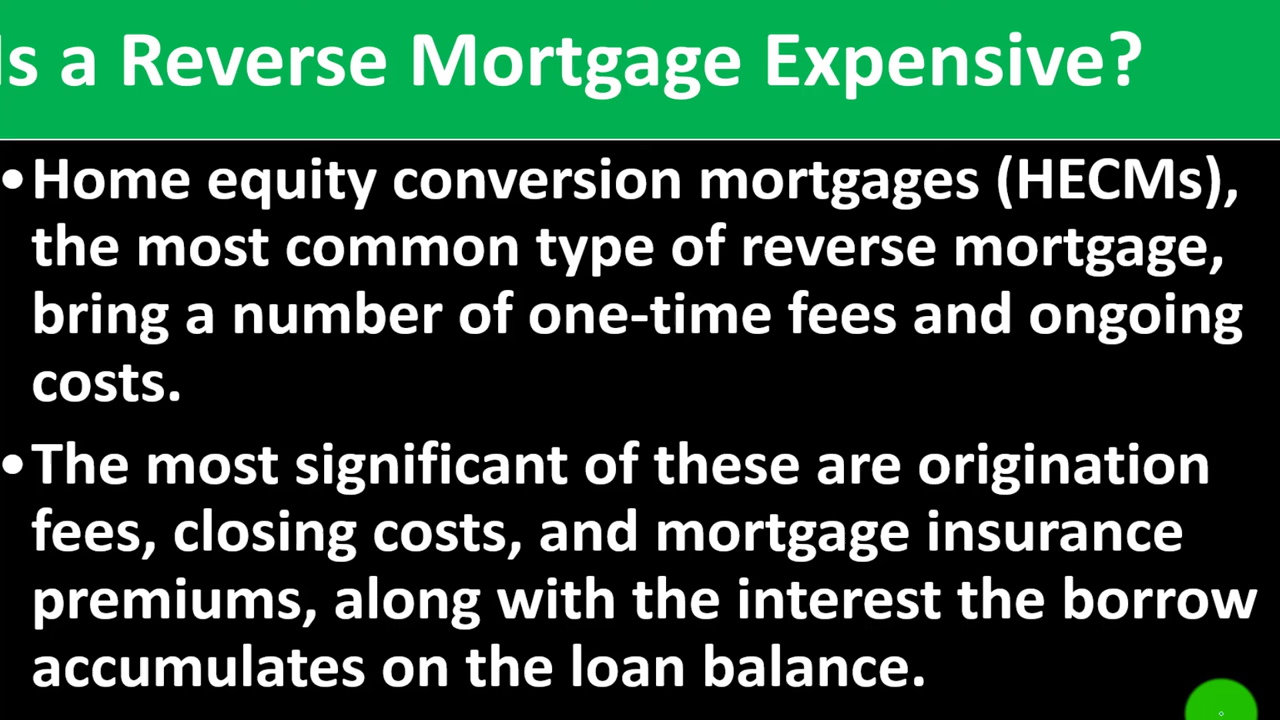 Is a Reverse Mortgage Expensive?
•Home equity conversion mortgages (HECMs),
the most common type of reverse mortgage,
bring a number of one-time fees and ongoing
costs.
•The most significant of these are origination
fees, closing costs, and mortgage insurance
premiums, along with the interest the borrow
accumulates on the loan balance.